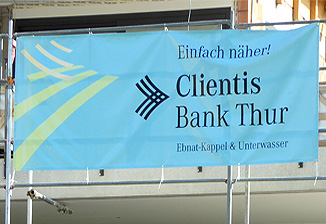 Einfach näher!
Clientis
Bank Thur
Ebnat-Kappel & Unterwasser